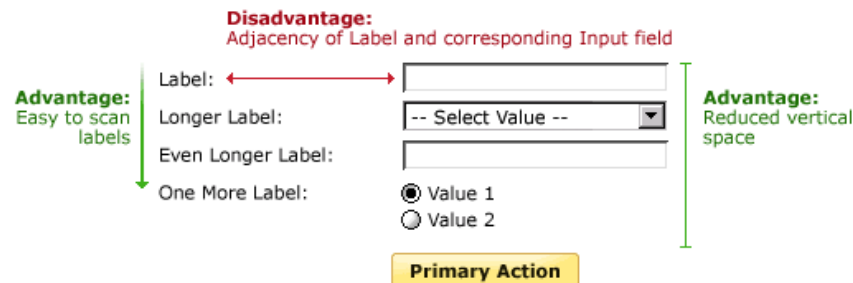 Disadvantage:
Adjacency of Label and corresponding Input field
Advantage:
Easy to scan
labels
Label:
Longer Label:
-- Select Value --
Even Longer Label:
One More Label:
Value 1
Value 2
Advantage:
Reduced vertical
space
Primary Action